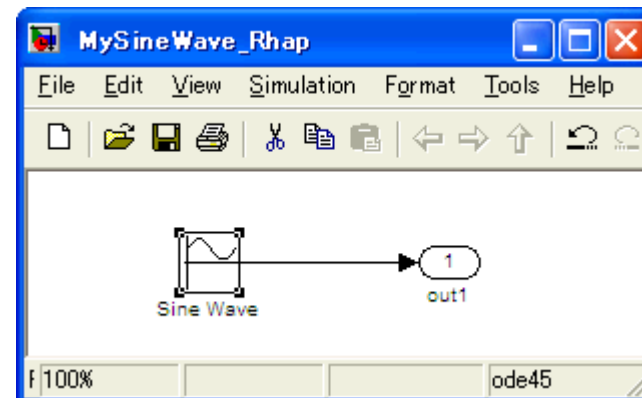 MySineWave_Rhap
File Edit View Simulation Format Tools Help
1
Sine Wave
out1
100% ode45